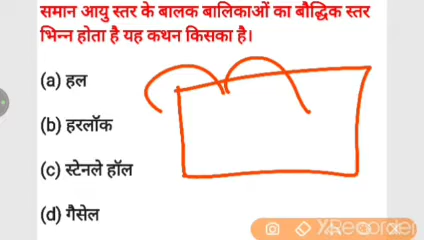 समान आयु स्तर के बालक बालिकाओं का बौद्धिक स्तर
भिन्न होता है यह कथन किसका है।
(a) हल
(b) हरलॉक
(c) स्टेनले हॉल
(d) गैसेल
XRecorder